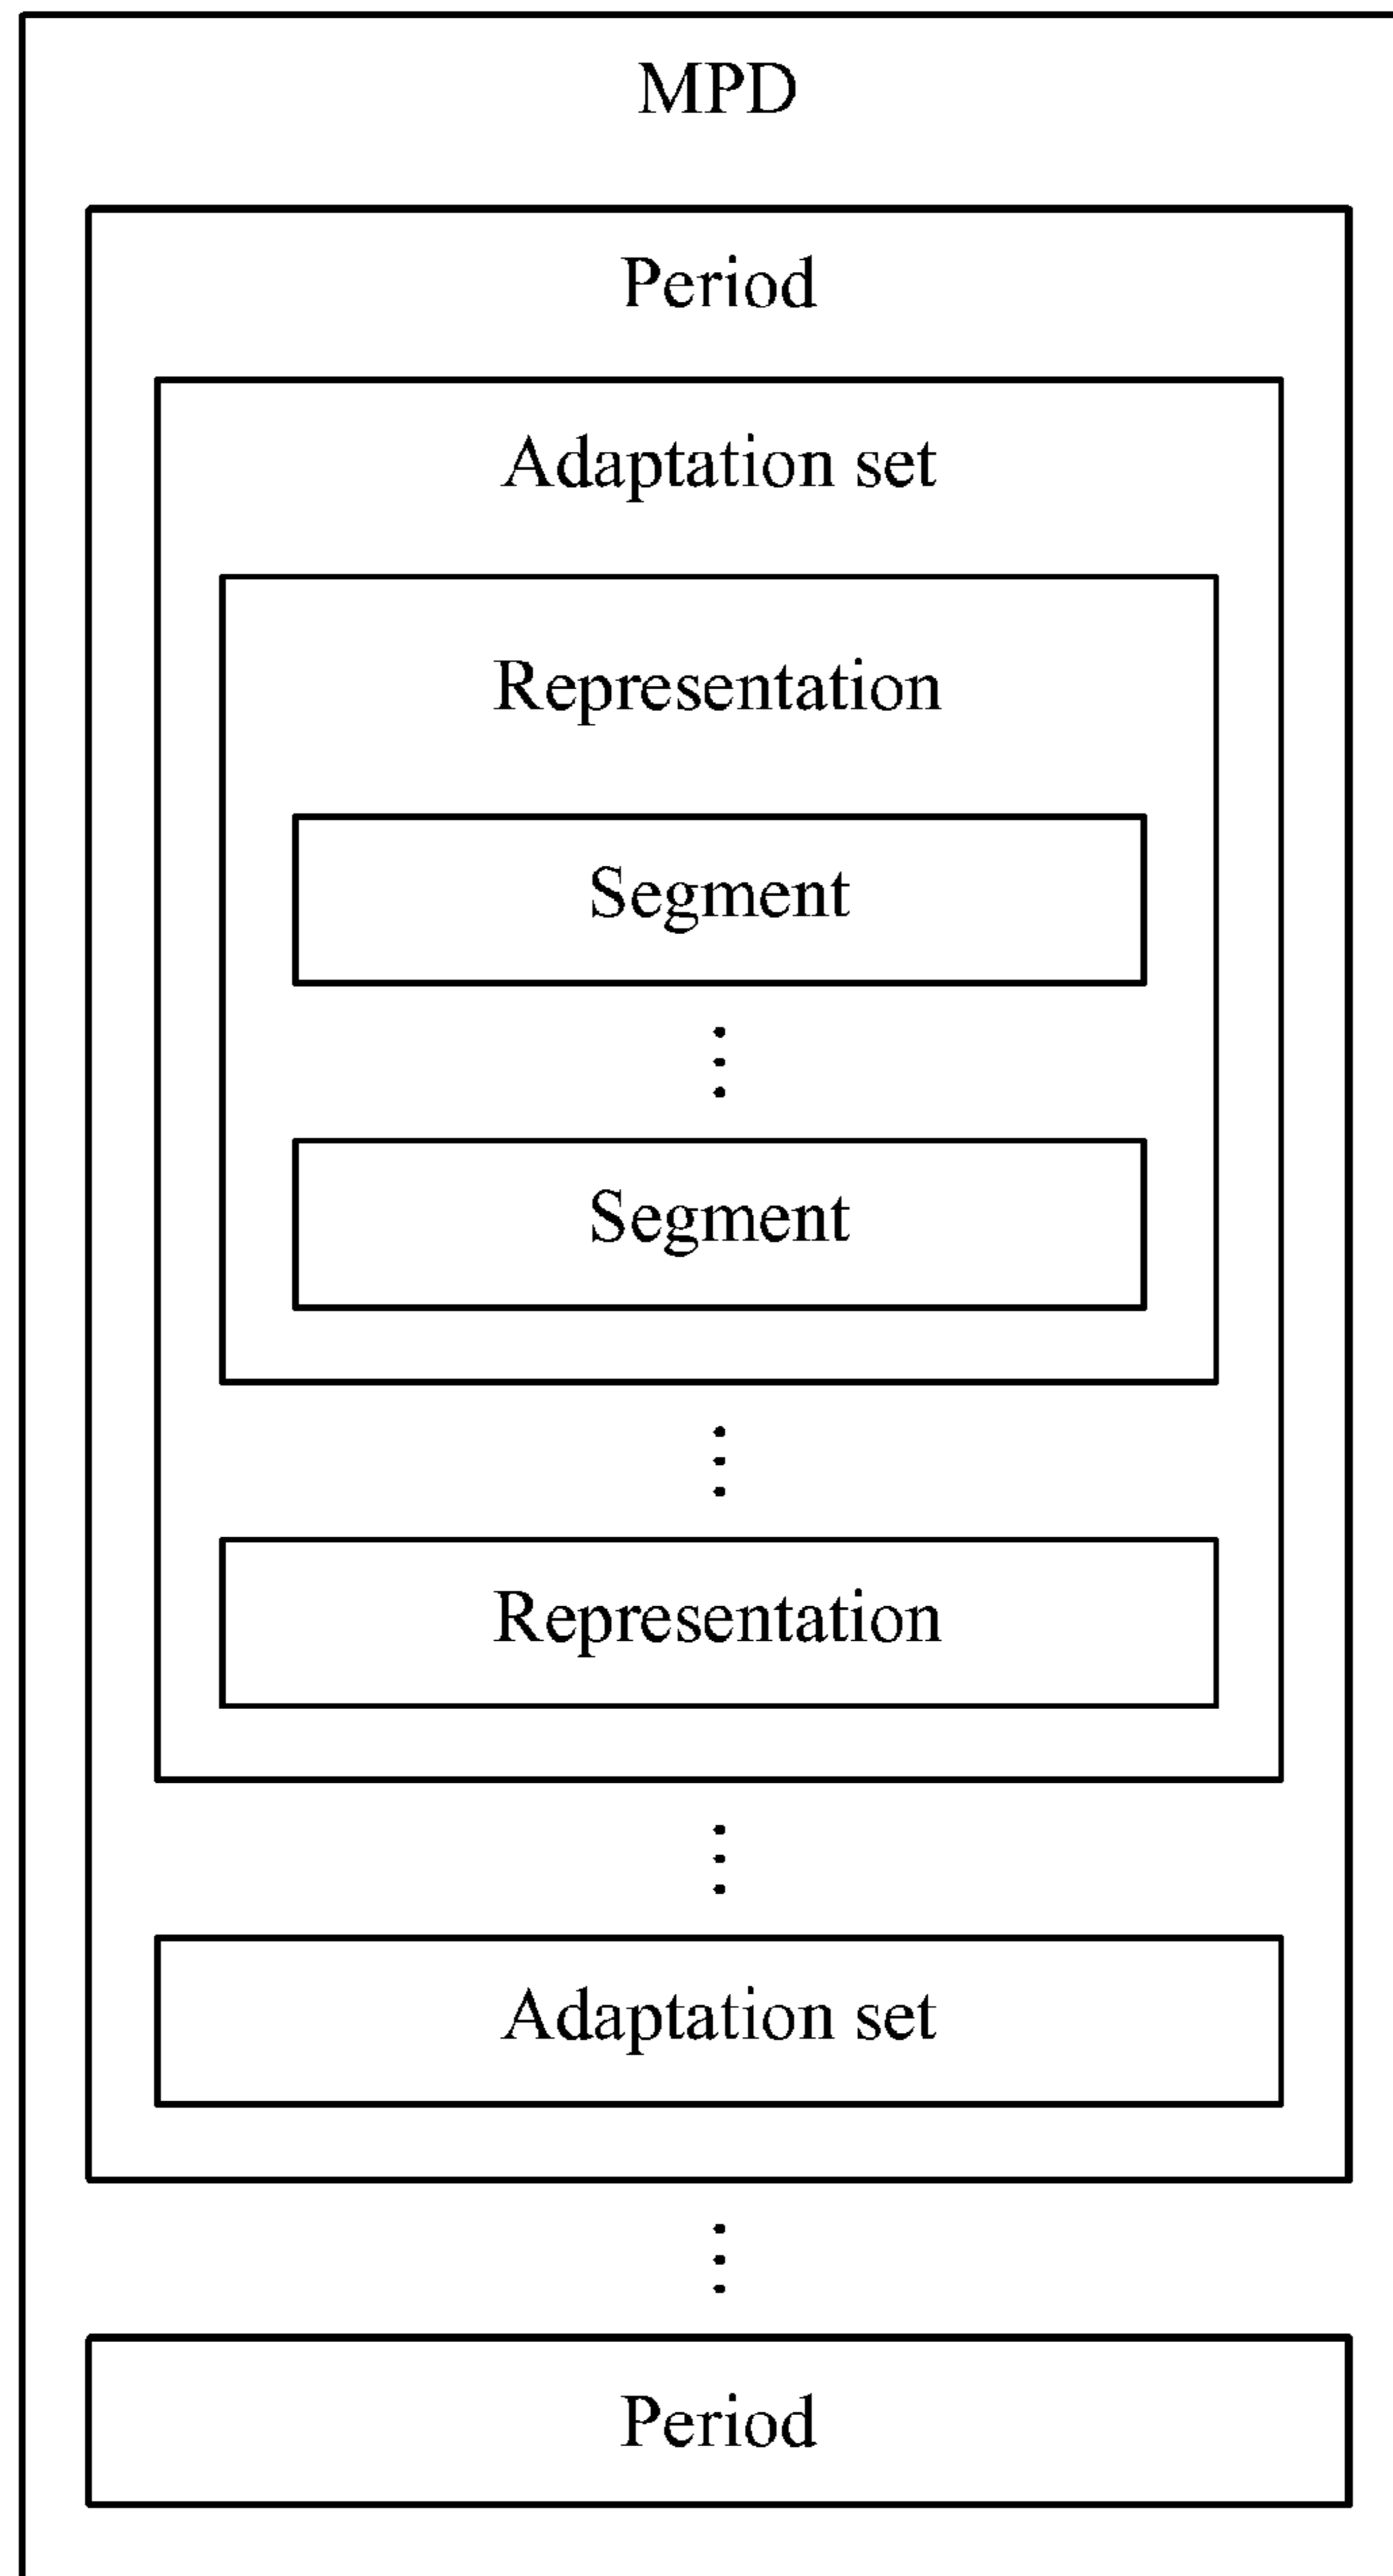 MPD
Period
Adaptation set
Representation
Segment
Segment
Representation
Adaptation set
Period